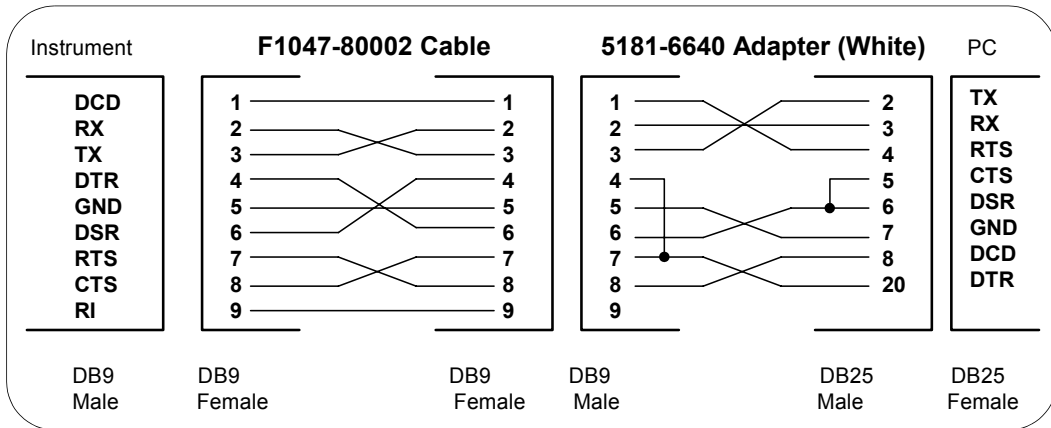 Instrument F1047-80002 Cable 5181-6640 Adapter (White) PC
DCD 1 1 1 2 TX
RX 2 2 2 3 RX
TX 3 3 3 4 RTS
DTR 4 4 4 5 CTS
GND 5 5 5 6 DSR
DSR 6 6 6 7 GND
RTS 7 7 7 8 DCD
CTS 8 8 8 20 DTR
RI 9 9 9
DB9 DB9 DB9 DB9 DB25 DB25
Male Female Female Male Male Female